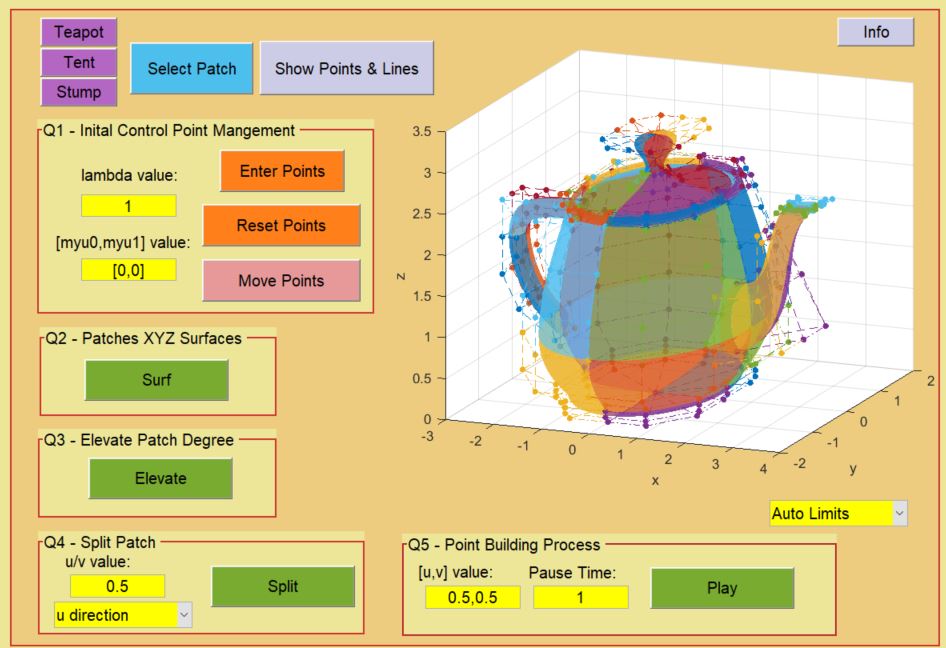 Teapot
Tent
Stump
Select Patch
Show Points & Lines
Info
Q1 - Inital Control Point Mangement
lambda value:
1
[myu0,myu1] value:
[0,0]
Enter Points
Reset Points
Move Points
Q2 - Patches XYZ Surfaces
Surf
Q3 - Elevate Patch Degree
Elevate
Q4 - Split Patch
u/v value:
0.5
u direction
Split
3.5
3
2.5
2
1.5
1
0.5
0
z
-3
-2
-1
0
1
2
3
4
x
-2
-1
0
1
2
y
Auto Limits
Q5 - Point Building Process
[u,v] value:
0.5,0.5
Pause Time:
1
Play